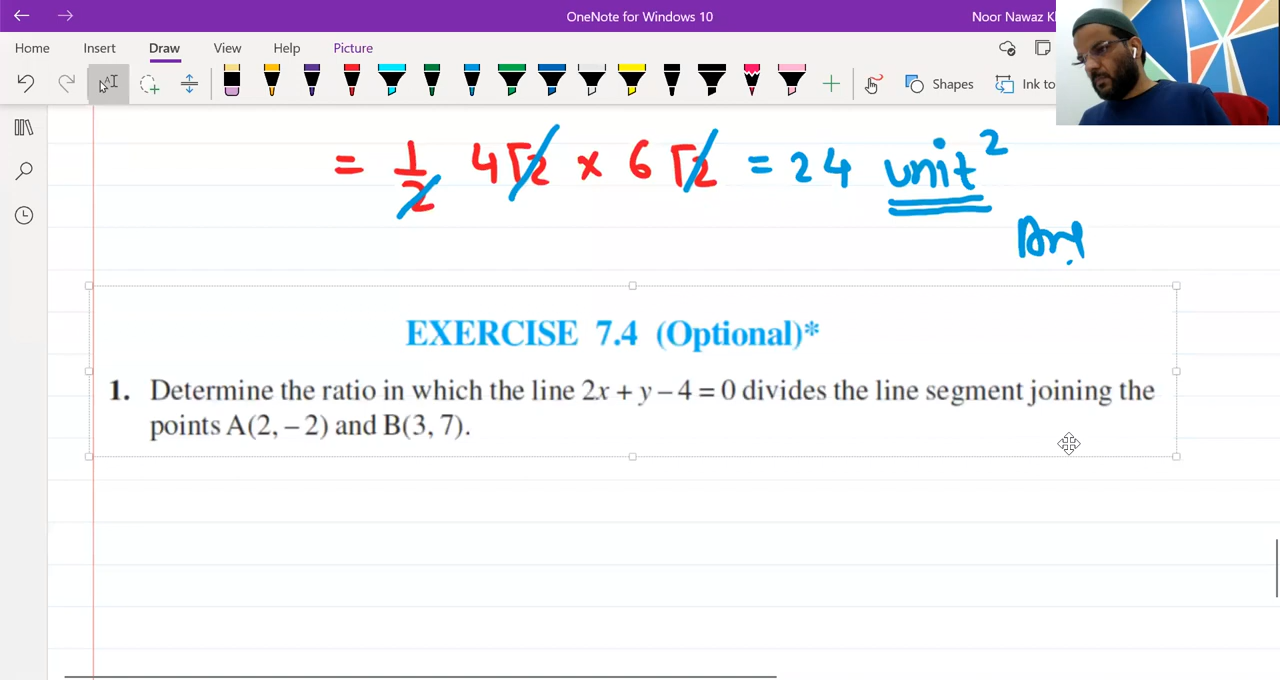 OneNote for Windows 10
Noor Nawaz
Home Insert Draw View Help Picture
Shapes
Ink to
= 1/2 4√2 × 6√2 = 24 unit²
Ans
EXERCISE 7.4 (Optional)*
1. Determine the ratio in which the line 2x + y – 4 = 0 divides the line segment joining the
points A(2, – 2) and B(3, 7).